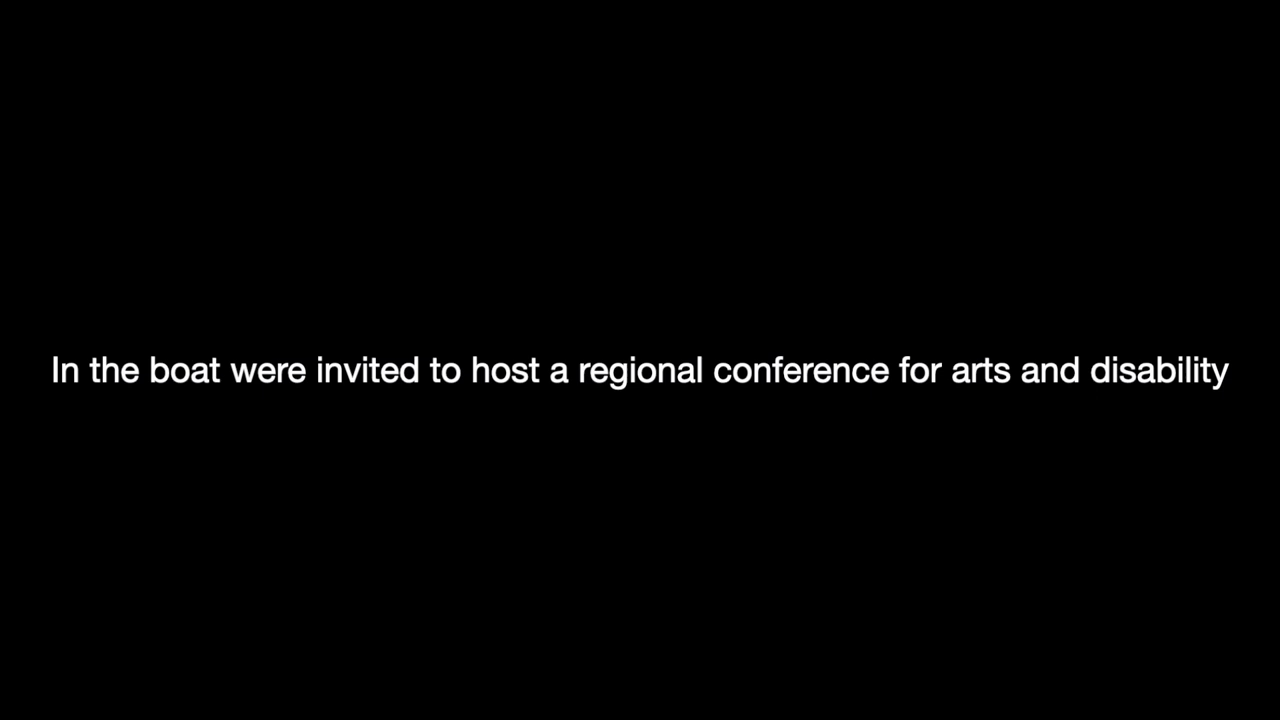 In the boat were invited to host a regional conference for arts and disability